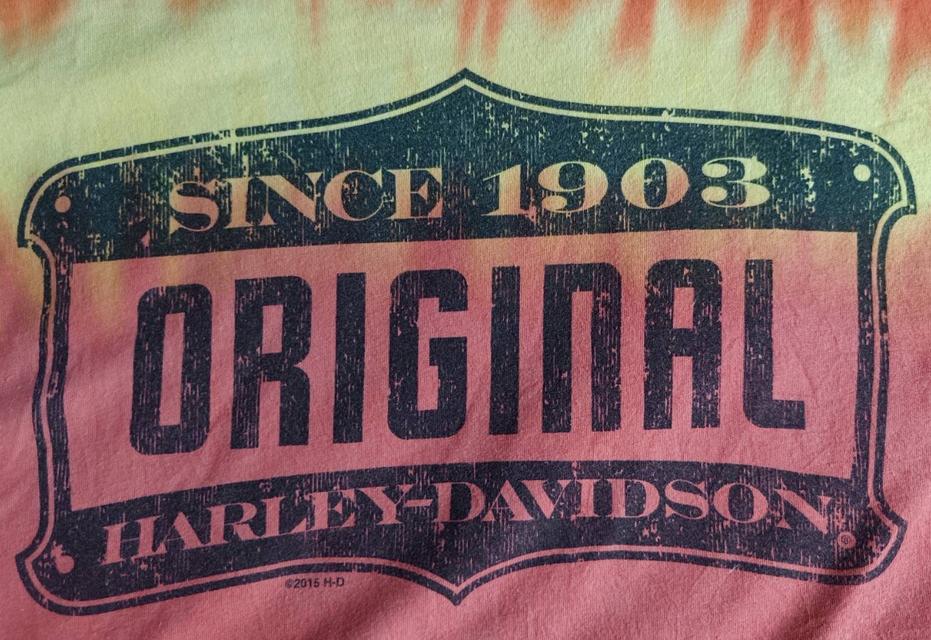 SINCE 1903
ORIGINAL
HARLEY-DAVIDSON®
©2015 H-D